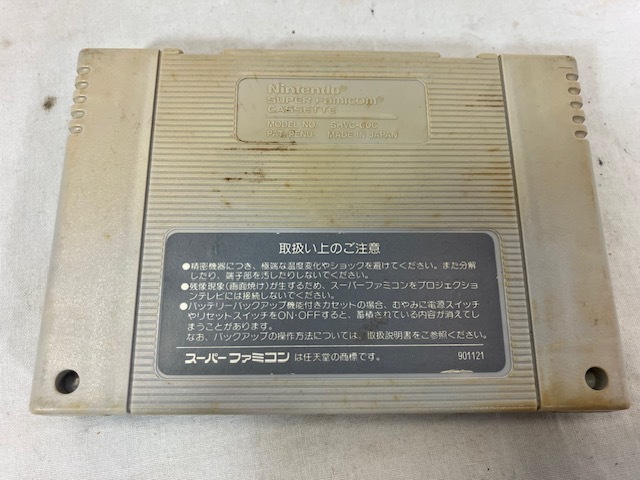 Nintendo®
SUPER Famicom®
CASSETTE
MODEL NO. SHVC-006
PAT. PEND. MADE IN JAPAN
取扱い上のご注意
●精密機器につき、極端な温度変化やショックを避けてください。また分解
したり、端子部を汚したりしないでください。
●残像現象(画面焼け)が生ずるため、スーパーファミコンをプロジェクショ
ンテレビには接続しないでください。
●バッテリーバックアップ機能付きカセットの場合、むやみに電源スイッチ
やリセットスイッチをON・OFFすると、蓄積されている内容が消えてし
まうことがあります。
なお、バックアップの操作方法については、取扱説明書をご参照ください。
スーパーファミコンは任天堂の商標です。 901121